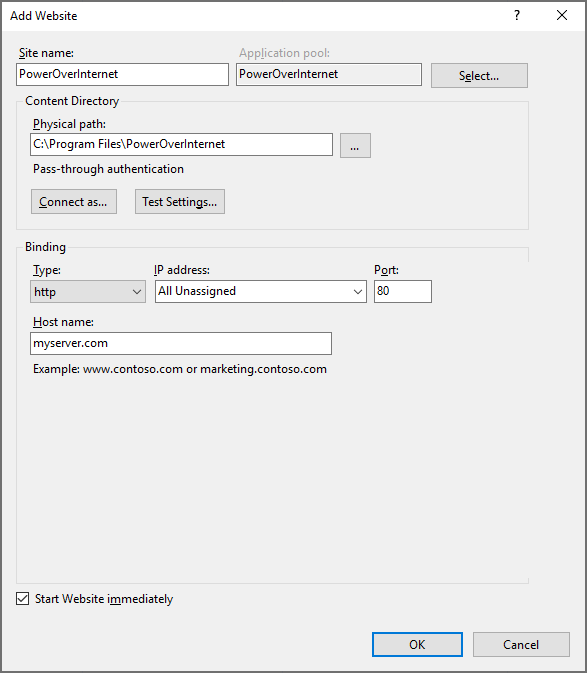 Add Website ?
Site name: Application pool:
PowerOverInternet PowerOverInternet Select...
Content Directory
Physical path:
C:\Program Files\PowerOverInternet ...
Pass-through authentication
Connect as... Test Settings...
Binding
Type: IP address: Port:
http All Unassigned 80
Host name:
myserver.com
Example: www.contoso.com or marketing.contoso.com
Start Website immediately
OK Cancel